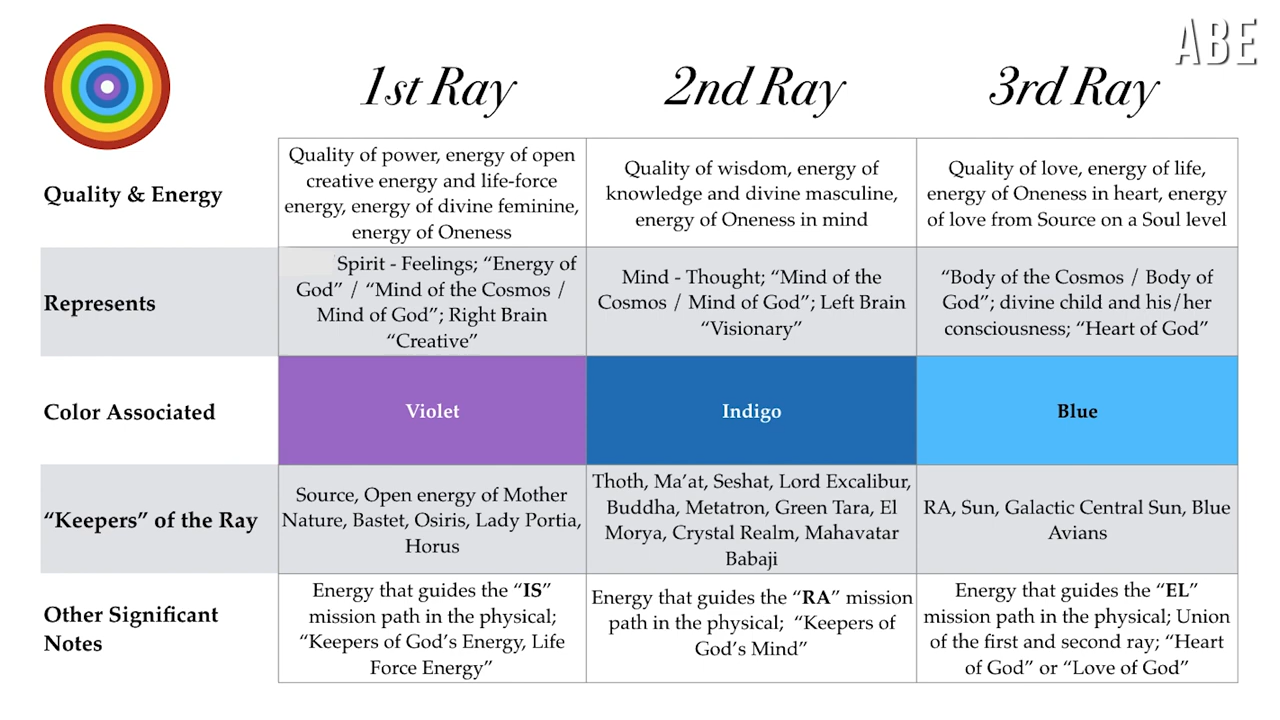 ABE
1st Ray
2nd Ray
3rd Ray
Quality & Energy
Quality of power, energy of open
creative energy and life-force
energy, energy of divine feminine,
energy of Oneness
Quality of wisdom, energy of
knowledge and divine masculine,
energy of Oneness in mind
Quality of love, energy of life,
energy of Oneness in heart, energy
of love from Source on a Soul level
Represents
Spirit - Feelings; “Energy of
God” / “Mind of the Cosmos /
Mind of God”; Right Brain
“Creative”
Mind - Thought; “Mind of the
Cosmos / Mind of God”; Left Brain
“Visionary”
“Body of the Cosmos / Body of
God”; divine child and his/her
consciousness; “Heart of God”
Color Associated
Violet
Indigo
Blue
“Keepers” of the Ray
Source, Open energy of Mother
Nature, Bastet, Osiris, Lady Portia,
Horus
Thoth, Ma’at, Seshat, Lord Excalibur,
Buddha, Metatron, Green Tara, El
Morya, Crystal Realm, Mahavatar
Babaji
RA, Sun, Galactic Central Sun, Blue
Avians
Other Significant
Notes
Energy that guides the “IS”
mission path in the physical;
“Keepers of God’s Energy, Life
Force Energy”
Energy that guides the “RA” mission
path in the physical; “Keepers of
God’s Mind”
Energy that guides the “EL”
mission path in the physical; Union
of the first and second ray; “Heart
of God” or “Love of God”